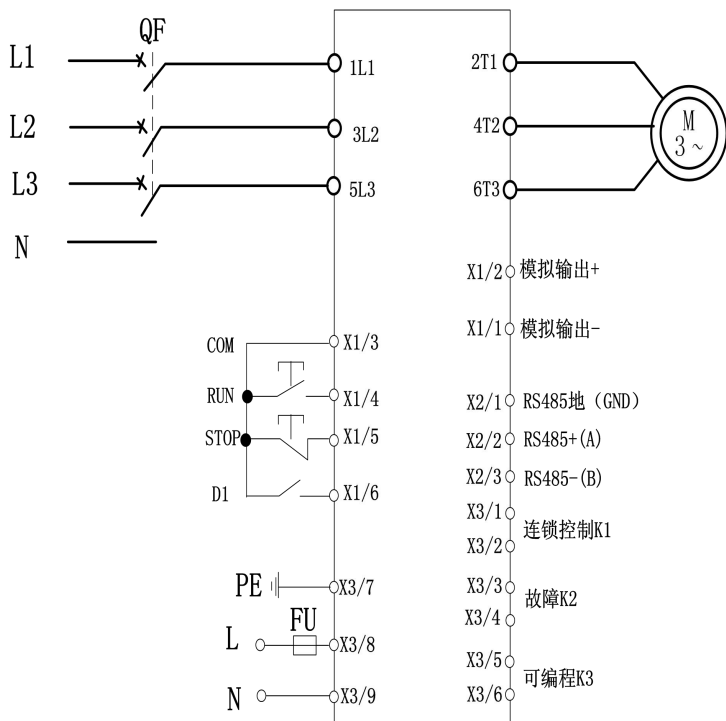 QF
L1
1L1
2T1
L2
3L2
4T2
M
3~
L3
5L3
6T3
N
X1/2 模拟输出+
X1/1 模拟输出-
COM
X1/3
RUN
X1/4
X2/1 RS485地（GND）
STOP
X1/5
X2/2 RS485+(A)
X2/3 RS485-(B)
D1
X1/6
X3/1
连锁控制K1
X3/2
PE
X3/7
X3/3
故障K2
X3/4
FU
L
X3/8
X3/5
可编程K3
X3/6
N
X3/9